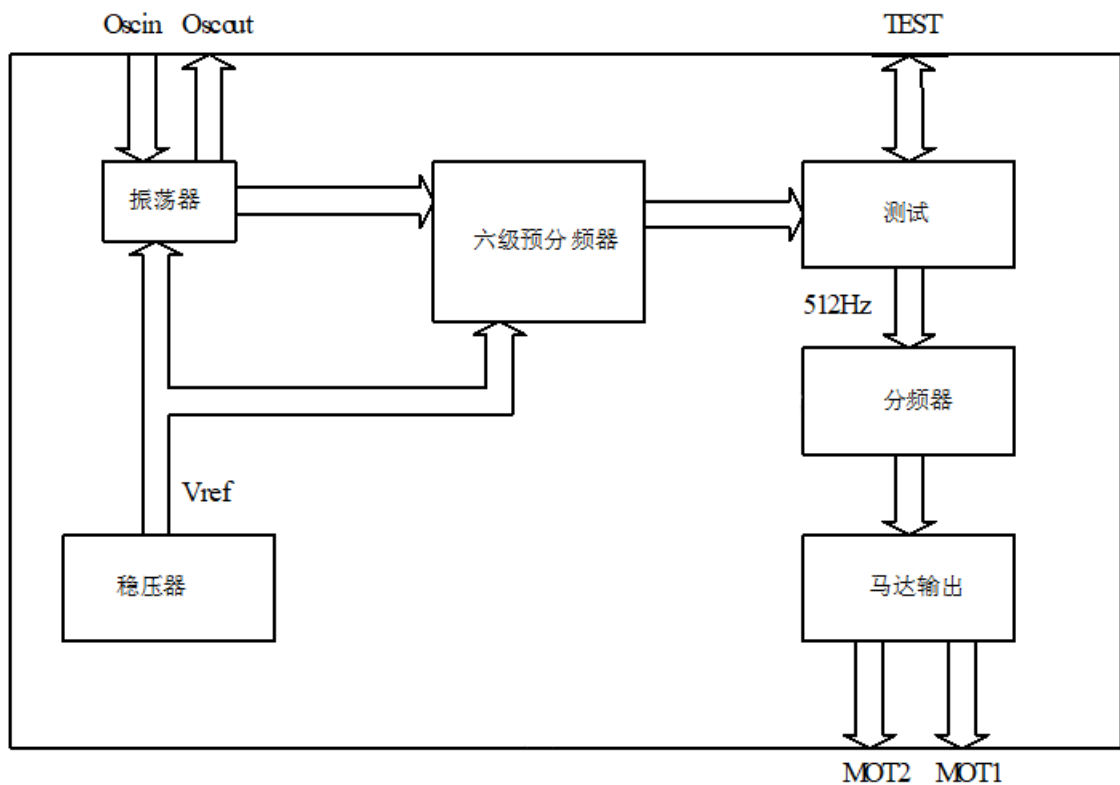 Oscin Oscout
TEST
振荡器
六级预分频器
测试
512Hz
分频器
Vref
稳压器
马达输出
MOT2 MOT1